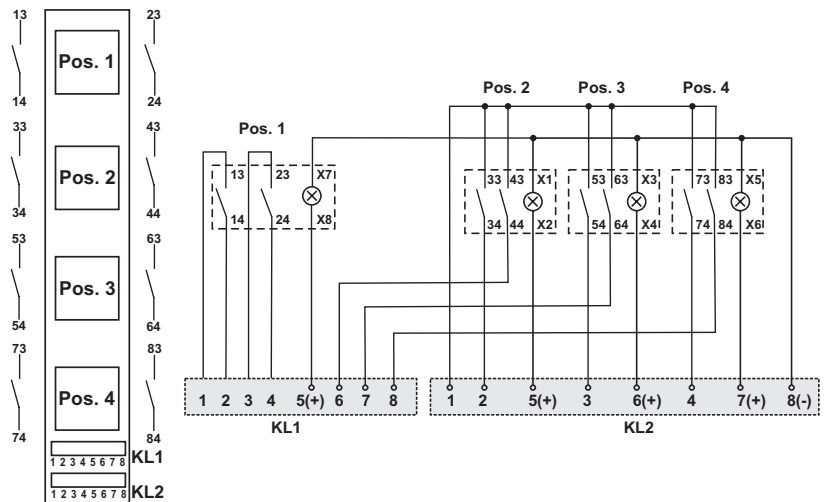 13 23
Pos. 1
14 24
33 43
Pos. 2
34 44
53 63
Pos. 3
54 64
73 83
Pos. 4
74 84
KL1
1 2 3 4 5 6 7 8
KL2
1 2 3 4 5 6 7 8
Pos. 2 Pos. 3 Pos. 4
Pos. 1
13 23 X7
14 24 X8
33 43 X1 53 63 X3 73 83 X5
34 44 X2 54 64 X4 74 84 X6
1 2 3 4 5(+) 6 7 8
KL1
1 2 5(+) 3 6(+) 4 7(+) 8(-)
KL2